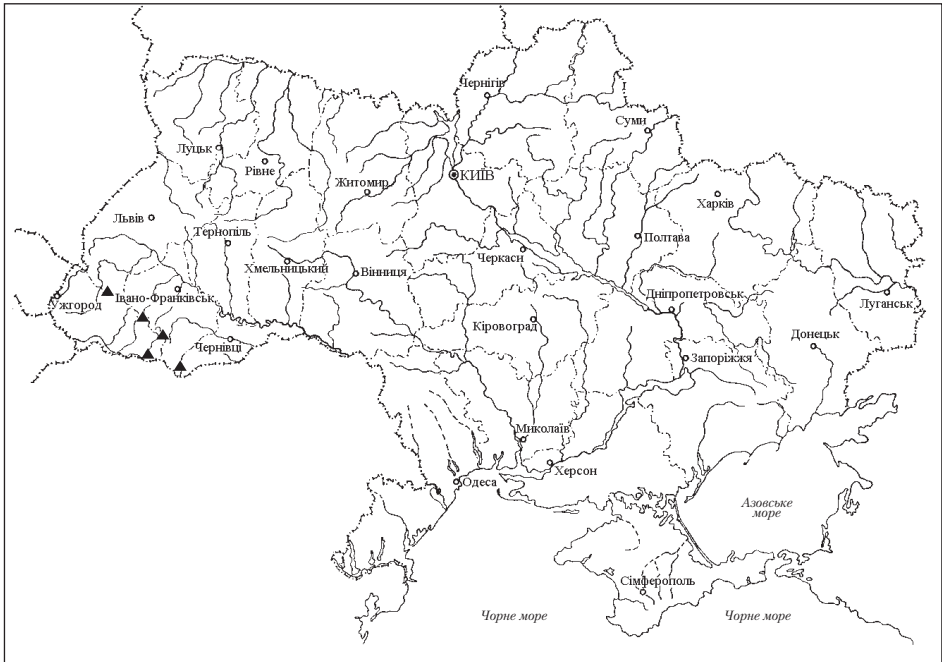 Чернігів
Суми
Луцьк
Рівне
КИЇВ
Житомир
Харків
Львів
Тернопіль
Полтава
Черкаси
Хмельницький
Вінниця
Ужгород
Івано-Франківськ
Дніпропетровськ
Луганськ
Кіровоград
Донецьк
Чернівці
Запоріжжя
Миколаїв
Херсон
Одеса
Азовське
море
Сімферополь
Чорне море
Чорне море